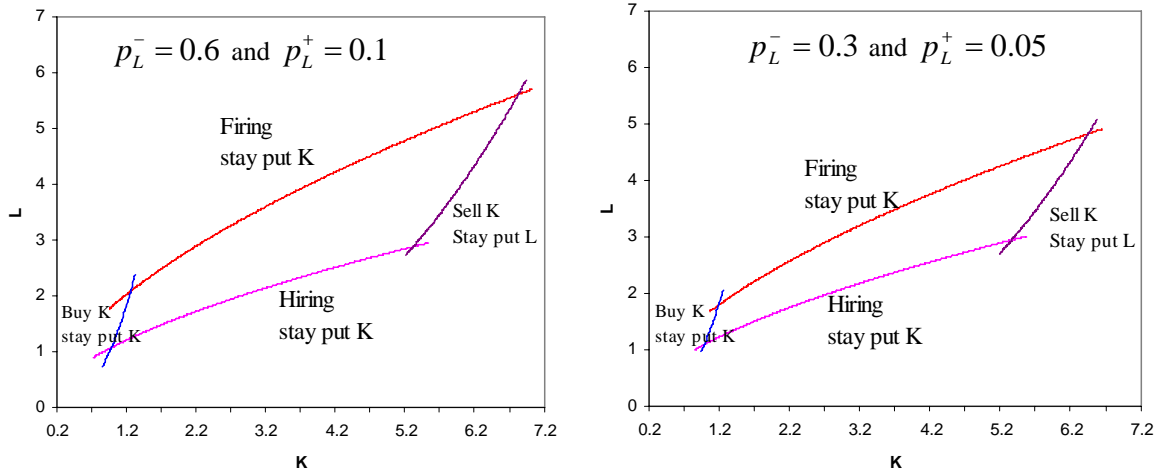 p_L^- = 0.6 and p_L^+ = 0.1
7
6
5
4
3
2
1
0
L
Firing
stay put K
Sell K
Stay put L
Buy K
stay put K
Hiring
stay put K
0.2 1.2 2.2 3.2 4.2 5.2 6.2 7.2
K
p_L^- = 0.3 and p_L^+ = 0.05
7
6
5
4
3
2
1
0
L
Firing
stay put K
Sell K
Stay put L
Buy K
stay put K
Hiring
stay put K
0.2 1.2 2.2 3.2 4.2 5.2 6.2 7.2
K